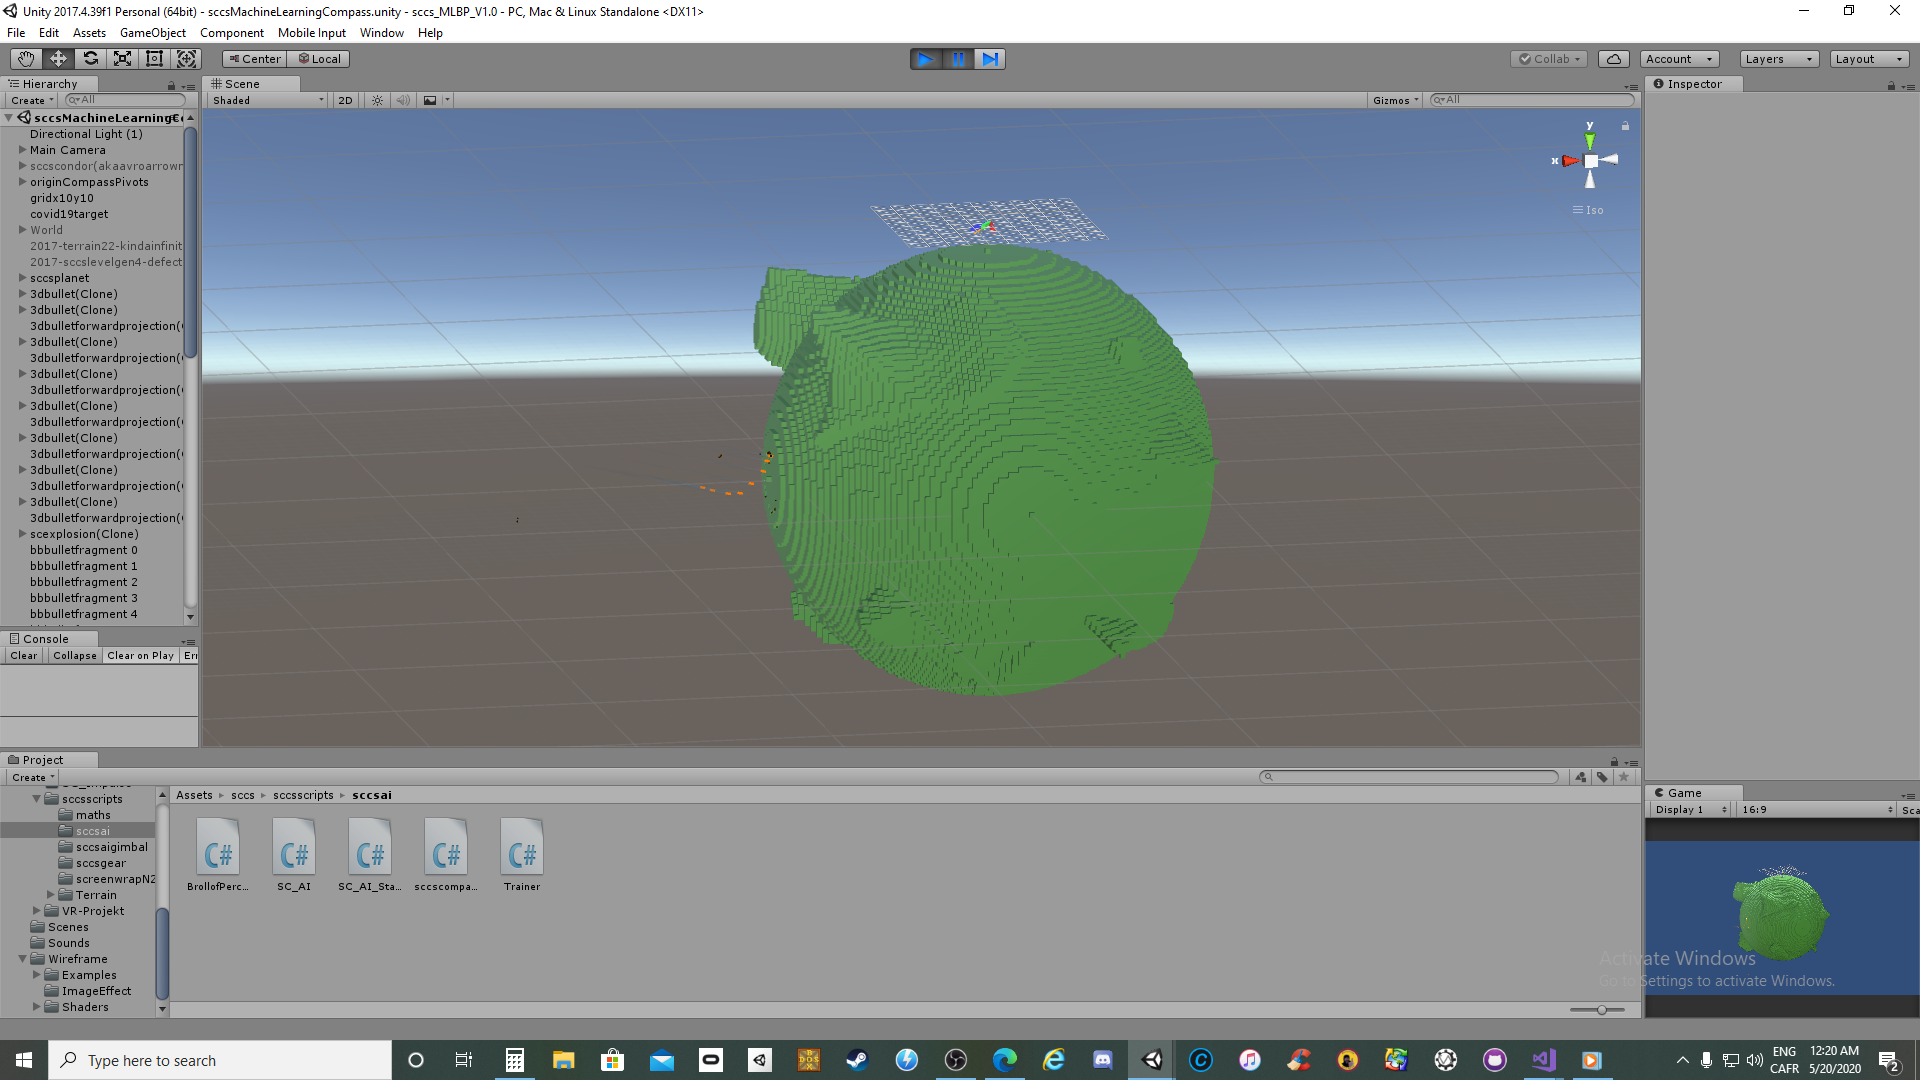 Unity 2017.4.39f1 Personal (64bit) - sccsMachineLearningCompass.unity - sccs_MLBP_V1.0 - PC, Mac & Linux Standalone <DX11>
File Edit Assets GameObject Component Mobile Input Window Help
Center Local
Collab Account Layers Layout
Hierarchy
Create All
sccsMachineLearningC
Directional Light (1)
Main Camera
sccscondor(akaavroarrowr
originCompassPivots
gridx10y10
covid19target
World
2017-terrain22-kindainfinit
2017-sccslevelgen4-defect
sccsplanet
3dbullet(Clone)
3dbullet(Clone)
3dbulletforwardprojection(
3dbullet(Clone)
3dbulletforwardprojection(
3dbullet(Clone)
3dbulletforwardprojection(
3dbullet(Clone)
3dbulletforwardprojection(
3dbullet(Clone)
3dbulletforwardprojection(
3dbullet(Clone)
3dbulletforwardprojection(
3dbullet(Clone)
3dbulletforwardprojection(
scexplosion(Clone)
bbbulletfragment 0
bbbulletfragment 1
bbbulletfragment 2
bbbulletfragment 3
bbbulletfragment 4
Console
Clear Collapse Clear on Play Err
Scene
Shaded 2D Gizmos All
y
x
Iso
Inspector
Project
Create
sccsscripts
maths
sccsai
sccsaigimbal
sccsgear
screenwrapN2
Terrain
VR-Projekt
Scenes
Sounds
Wireframe
Examples
ImageEffect
Shaders
Assets sccs sccsscripts sccsai
C# C# C# C# C#
BrollofPerc... SC_AI SC_AI_Sta... sccscompa... Trainer
Game
Display 1 16:9 Sca
Activate Windows
Go to Settings to activate Windows.
Type here to search
ENG
CAFR
12:20 AM
5/20/2020
2